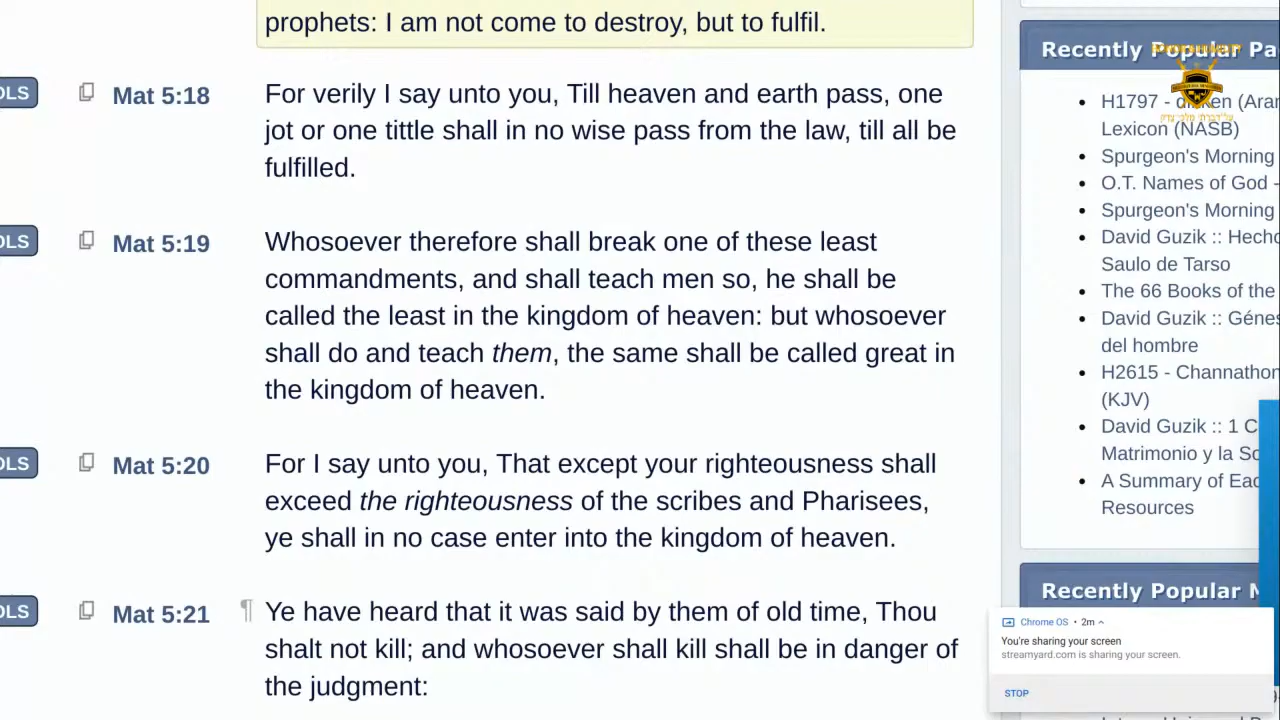 prophets: I am not come to destroy, but to fulfil.
OLS
Mat 5:18
For verily I say unto you, Till heaven and earth pass, one
jot or one tittle shall in no wise pass from the law, till all be
fulfilled.
OLS
Mat 5:19
Whosoever therefore shall break one of these least
commandments, and shall teach men so, he shall be
called the least in the kingdom of heaven: but whosoever
shall do and teach them, the same shall be called great in
the kingdom of heaven.
OLS
Mat 5:20
For I say unto you, That except your righteousness shall
exceed the righteousness of the scribes and Pharisees,
ye shall in no case enter into the kingdom of heaven.
OLS
Mat 5:21
¶ Ye have heard that it was said by them of old time, Thou
shalt not kill; and whosoever shall kill shall be in danger of
the judgment:
Recently Popular Pa
H1797 - (Aram
Lexicon (NASB)
Spurgeon's Morning
O.T. Names of God -
Spurgeon's Morning
David Guzik :: Hecho
Saulo de Tarso
The 66 Books of the
David Guzik :: Génes
del hombre
H2615 - Channathon
(KJV)
David Guzik :: 1 C
Matrimonio y la So
A Summary of Eac
Resources
Recently Popular M
Chrome OS • 2m
You're sharing your screen
streamyard.com is sharing your screen.
STOP